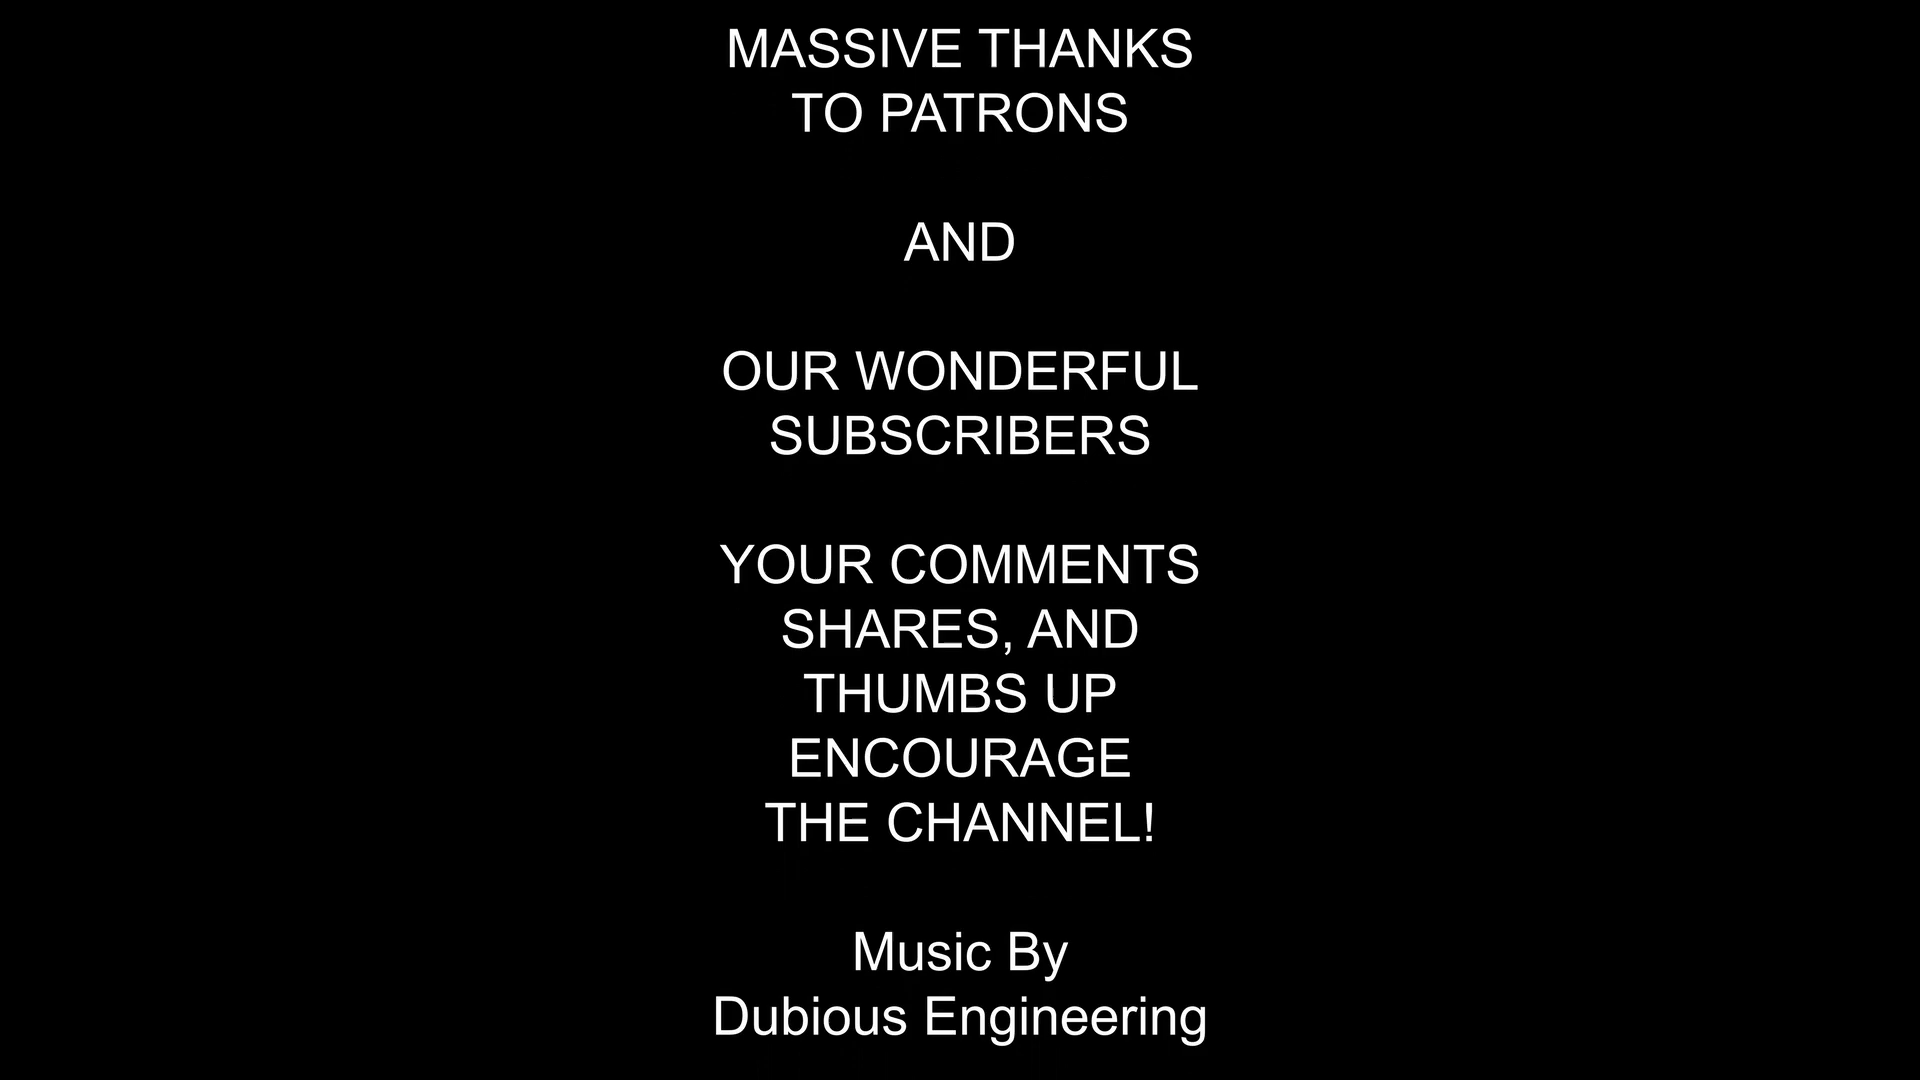 MASSIVE THANKS
TO PATRONS
AND
OUR WONDERFUL
SUBSCRIBERS
YOUR COMMENTS
SHARES, AND
THUMBS UP
ENCOURAGE
THE CHANNEL!
Music By
Dubious Engineering